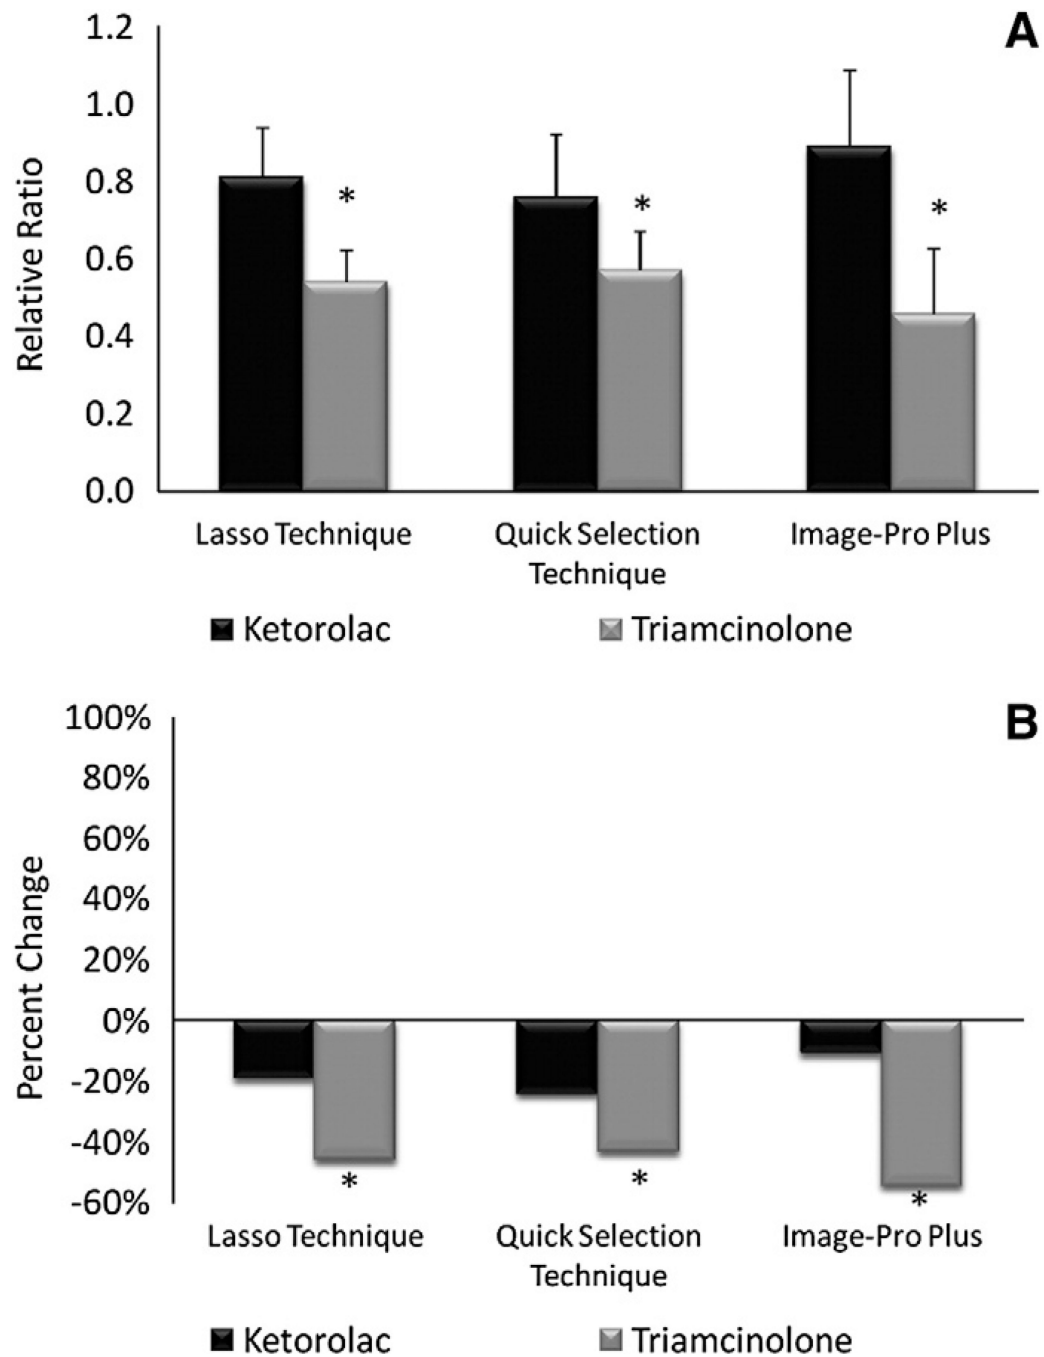 A
1.2
1.0
0.8
0.6
0.4
0.2
0.0
Relative Ratio
*
*
*
Lasso Technique
Quick Selection
Technique
Image-Pro Plus
Ketorolac
Triamcinolone
B
100%
80%
60%
40%
20%
0%
-20%
-40%
-60%
Percent Change
*
*
*
Lasso Technique
Quick Selection
Technique
Image-Pro Plus
Ketorolac
Triamcinolone